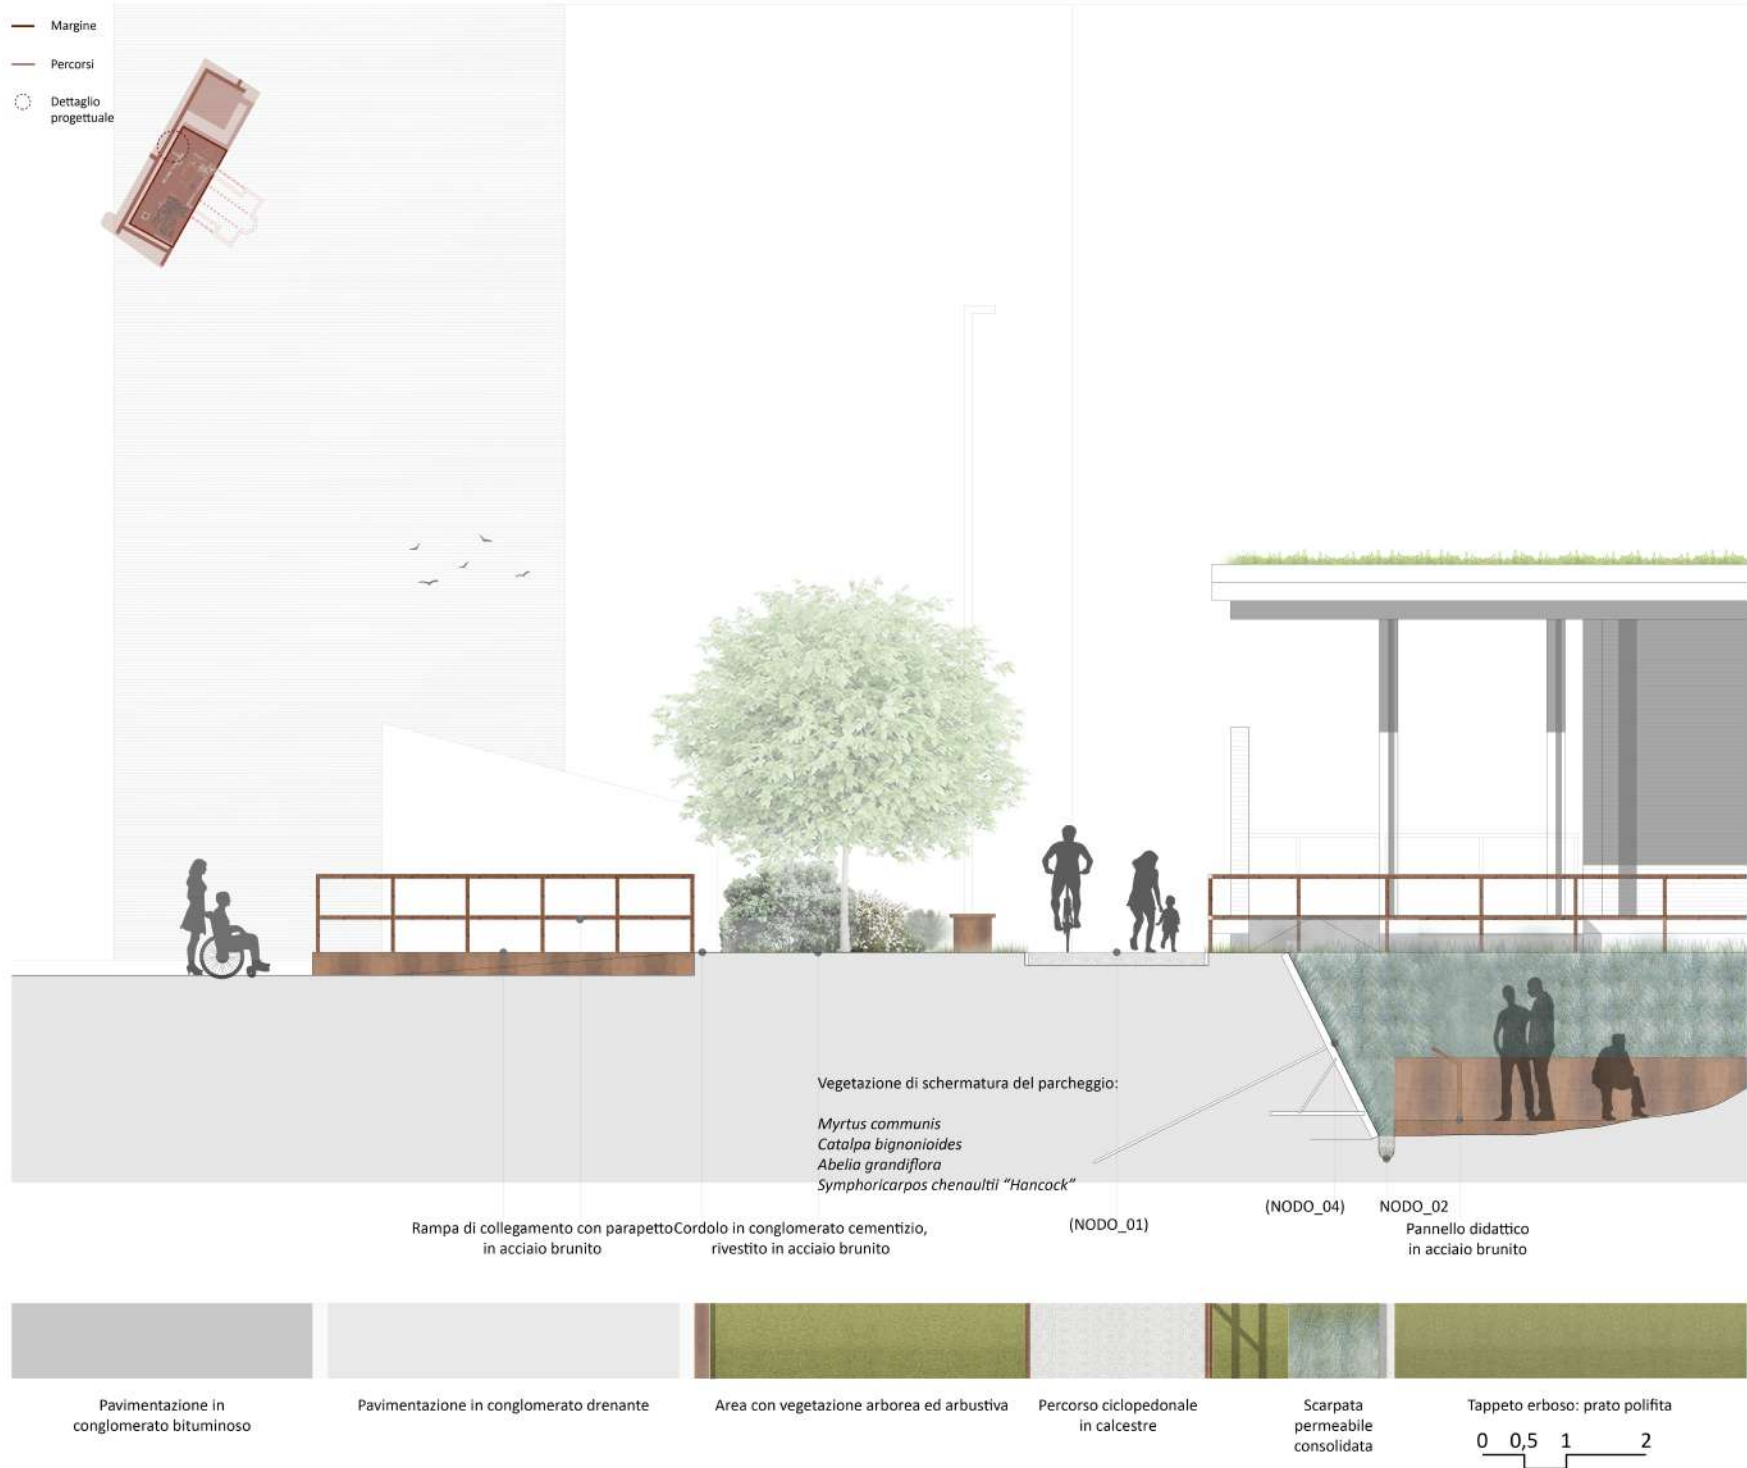 Margine
Percorsi
Dettaglio
progettuale
Vegetazione di schermatura del parcheggio:
Myrtus communis
Catalpa bignonioides
Abelia grandiflora
Symphoricarpos chenaultii “Hancock”
Rampa di collegamento con parapetto
in acciaio brunito
Cordolo in conglomerato cementizio,
rivestito in acciaio brunito
(NODO_01)
(NODO_04)
NODO_02
Pannello didattico
in acciaio brunito
Pavimentazione in
conglomerato bituminoso
Pavimentazione in conglomerato drenante
Area con vegetazione arborea ed arbustiva
Percorso ciclopedonale
in calcestre
Scarpata
permeabile
consolidata
Tappeto erboso: prato polifita
0 0,5 1 2